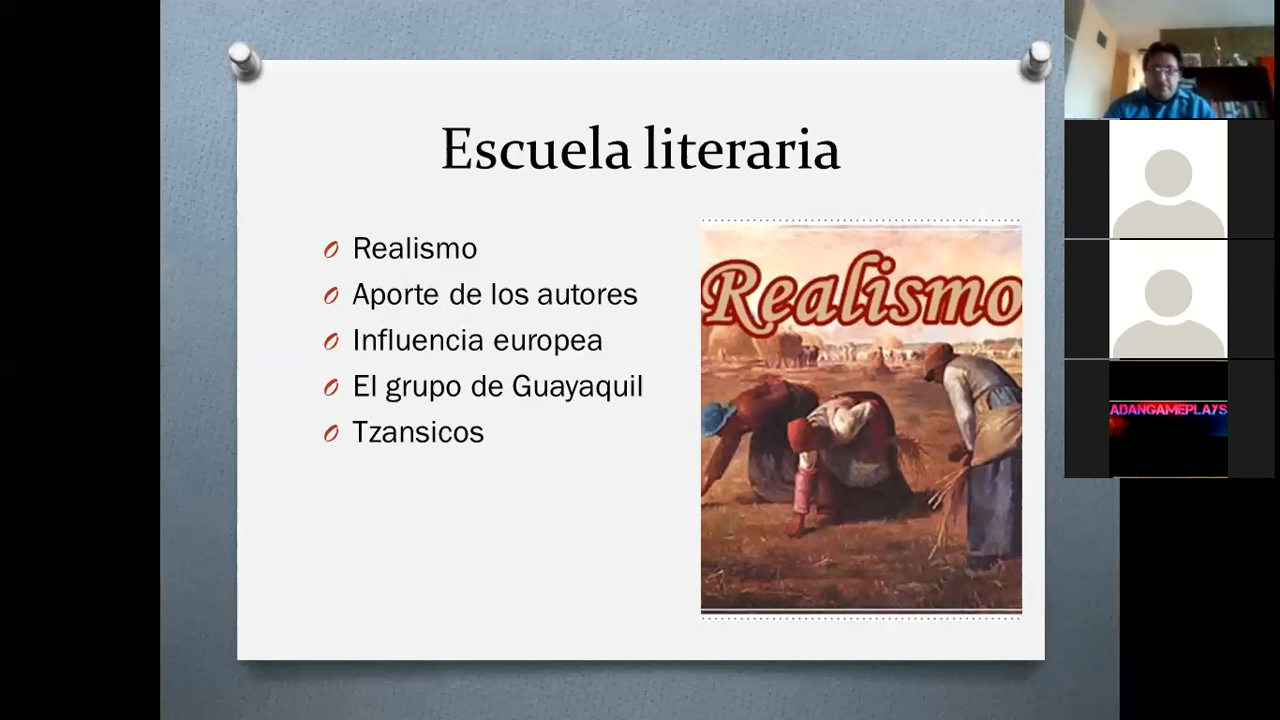 Escuela literaria
Realismo
Aporte de los autores
Influencia europea
El grupo de Guayaquil
Tzansicos
Realismo
ADANGAMEPLAYS